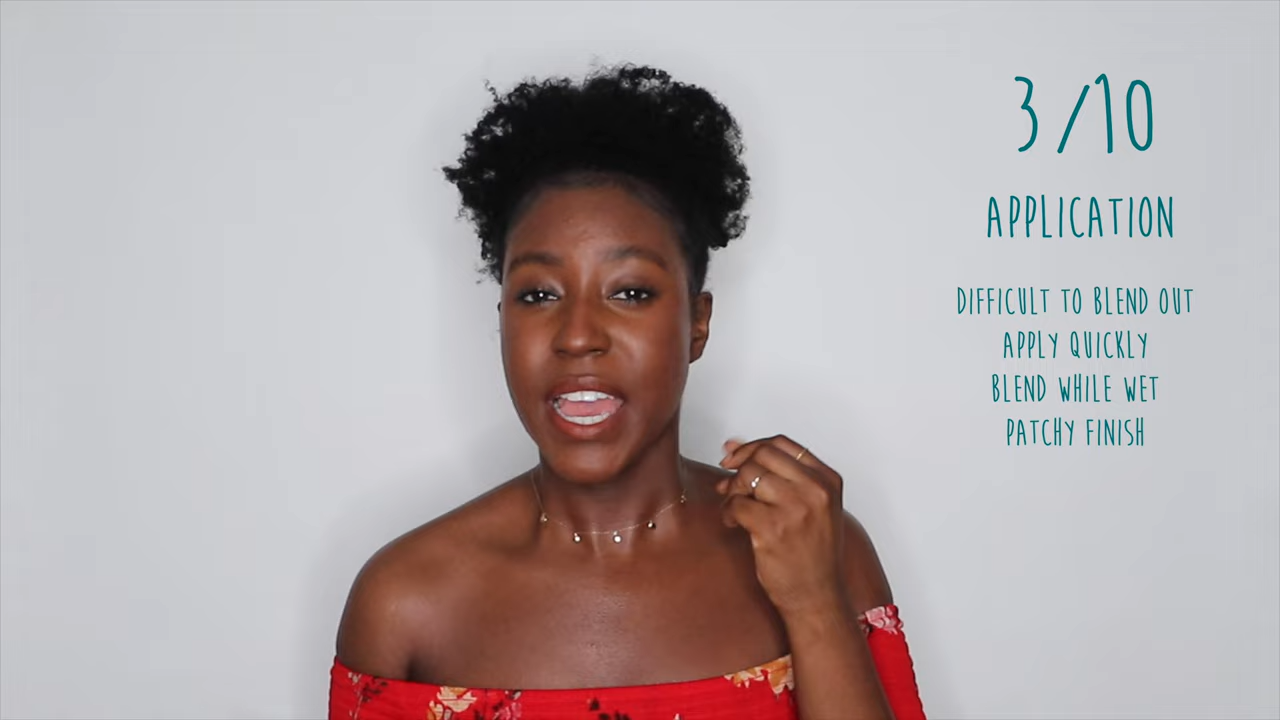 3/10
APPLICATION
DIFFICULT TO BLEND OUT
APPLY QUICKLY
BLEND WHILE WET
PATCHY FINISH